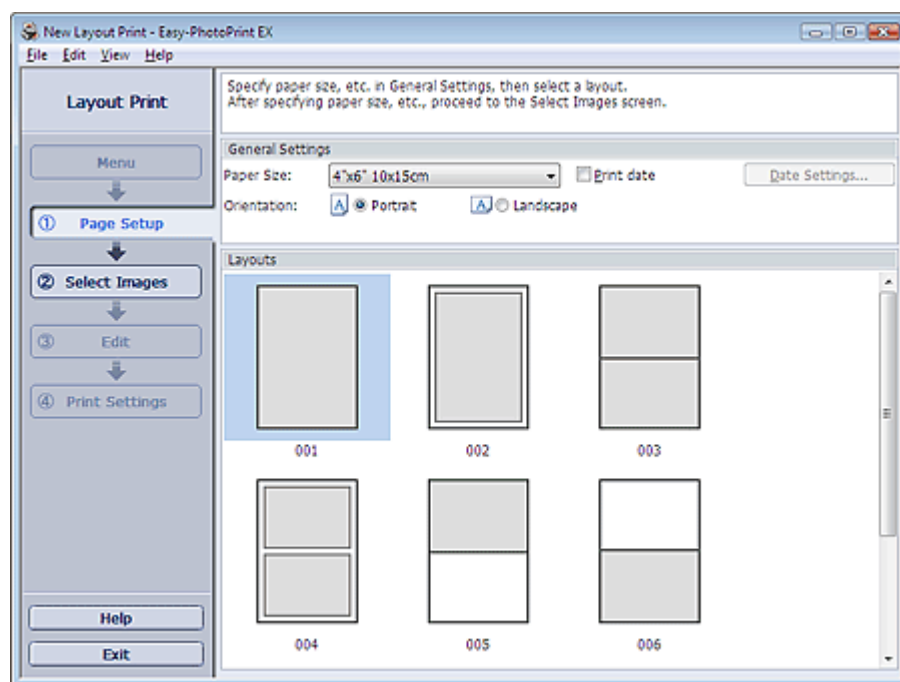 New Layout Print - Easy-PhotoPrint EX
File Edit View Help
Layout Print
Menu
① Page Setup
② Select Images
③ Edit
④ Print Settings
Help
Exit
Specify paper size, etc. in General Settings, then select a layout.
After specifying paper size, etc., proceed to the Select Images screen.
General Settings
Paper Size: 4"x6" 10x15cm Print date Date Settings...
Orientation: A Portrait A Landscape
Layouts
001 002 003
004 005 006